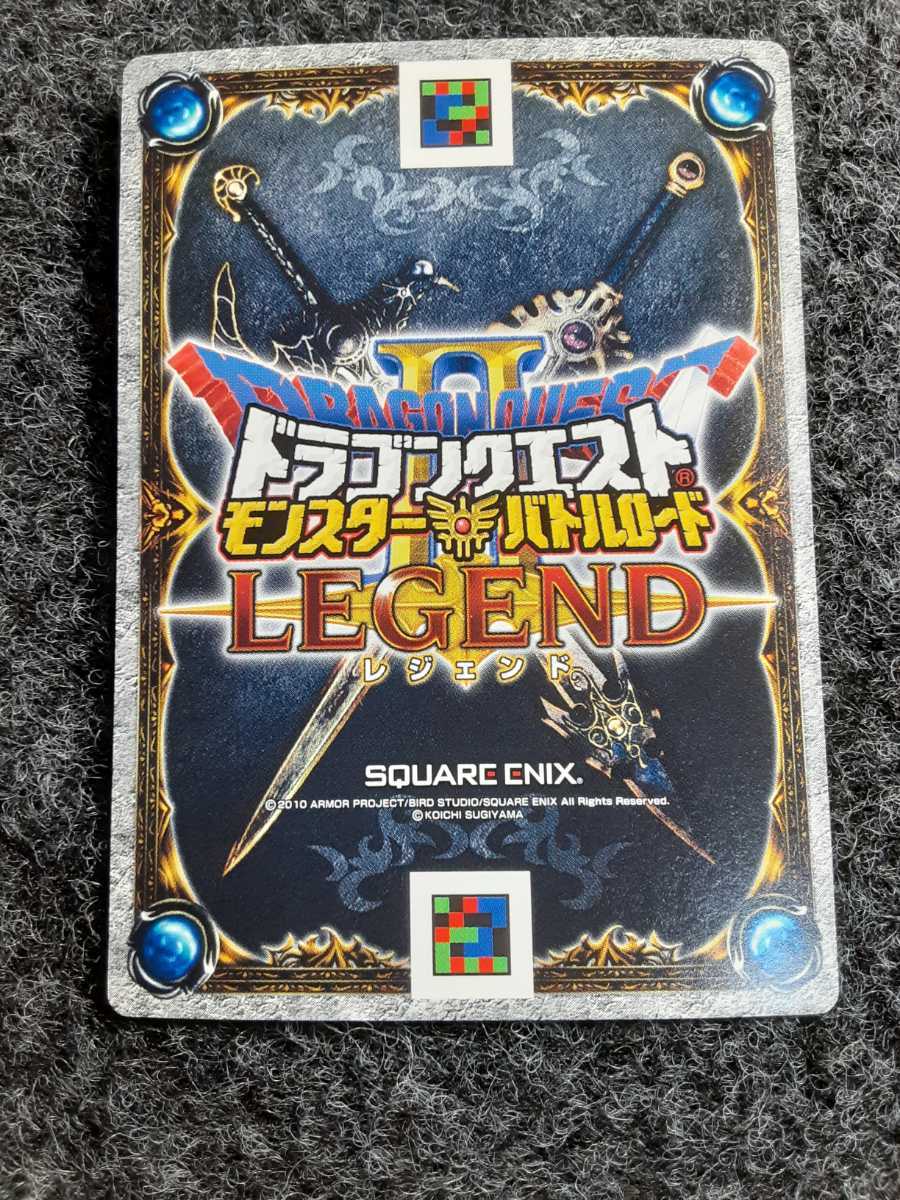 II
DRAGON QUEST
ドラゴンクエスト®
モンスターバトルロード
LEGEND
レジェンド
SQUARE ENIX.
© 2010 ARMOR PROJECT/BIRD STUDIO/SQUARE ENIX All Rights Reserved.
© KOICHI SUGIYAMA